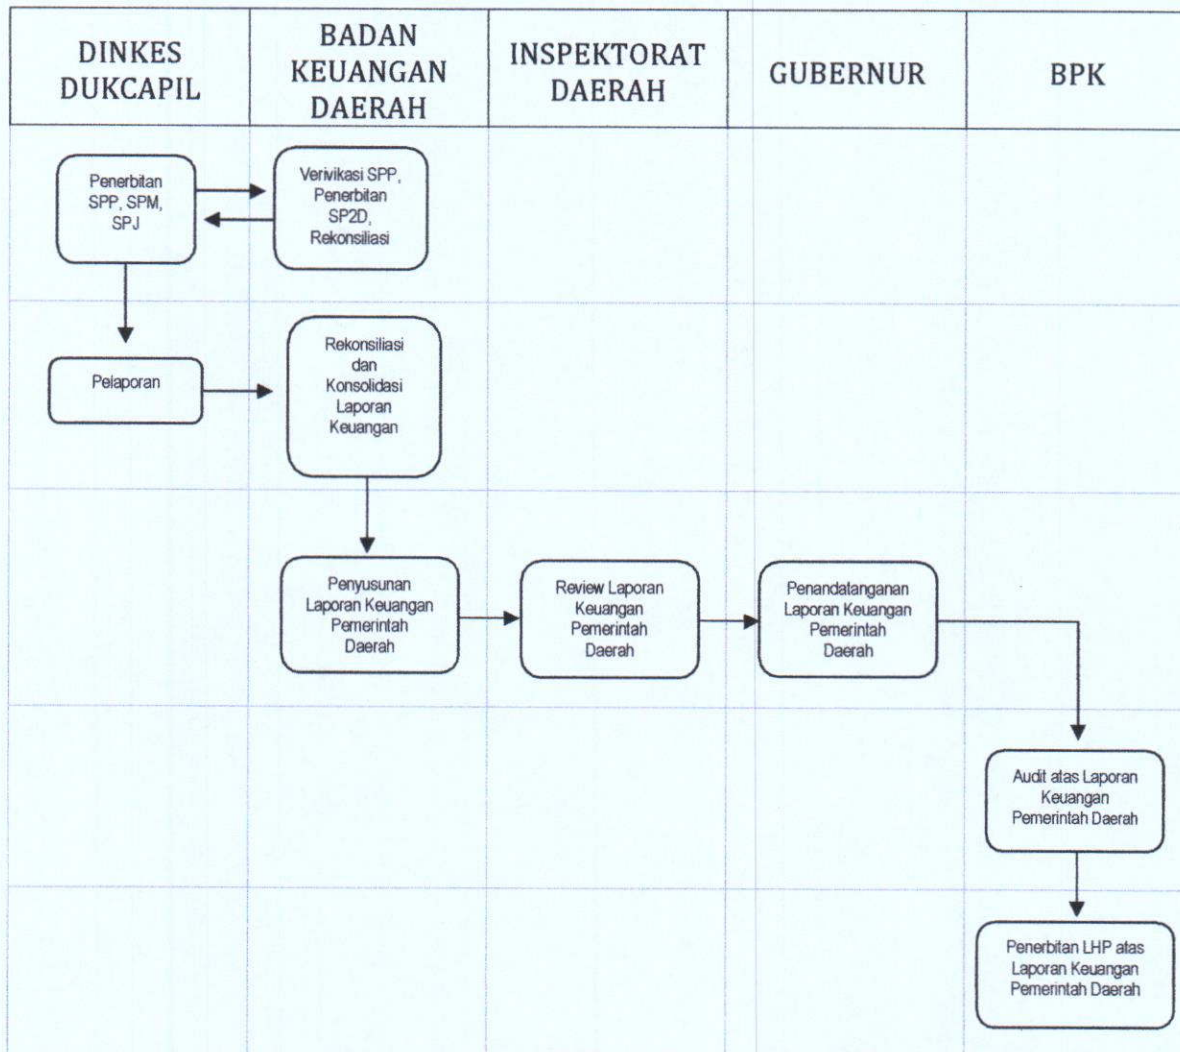 DINKES
DUKCAPIL
BADAN
KEUANGAN
DAERAH
INSPEKTORAT
DAERAH
GUBERNUR
BPK
Penerbitan
SPP, SPM,
SPJ
Verivikasi SPP,
Penerbitan
SP2D,
Rekonsiliasi
Pelaporan
Rekonsiliasi
dan
Konsolidasi
Laporan
Keuangan
Penyusunan
Laporan Keuangan
Pemerintah
Daerah
Review Laporan
Keuangan
Pemerintah
Daerah
Penandatanganan
Laporan Keuangan
Pemerintah
Daerah
Audit atas Laporan
Keuangan
Pemerintah Daerah
Penerbitan LHP atas
Laporan Keuangan
Pemerintah Daerah